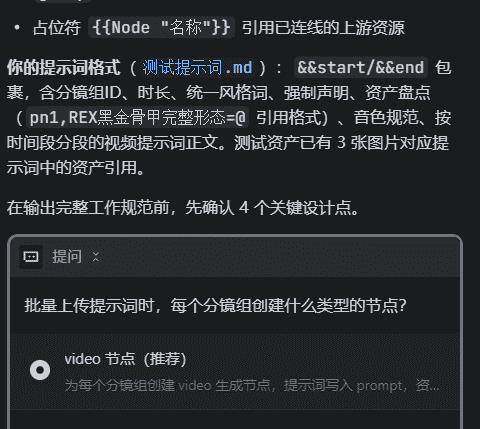 • 占位符 {{Node "名称"}} 引用已连线的上游资源
你的提示词格式（测试提示词.md）：&&start/&&end 包
裹，含分镜组ID、时长、统一风格词、强制声明、资产盘点
（pn1,REX黑金骨甲完整形态=@ 引用格式）、音色规范、按
时间段分段的视频提示词正文。测试资产已有 3 张图片对应提
示词中的资产引用。
在输出完整工作规范前，先确认 4 个关键设计点。
提问
批量上传提示词时，每个分镜组创建什么类型的节点？
video 节点（推荐）
为每个分镜组创建 video 生成节点，提示词写入 prompt，资...